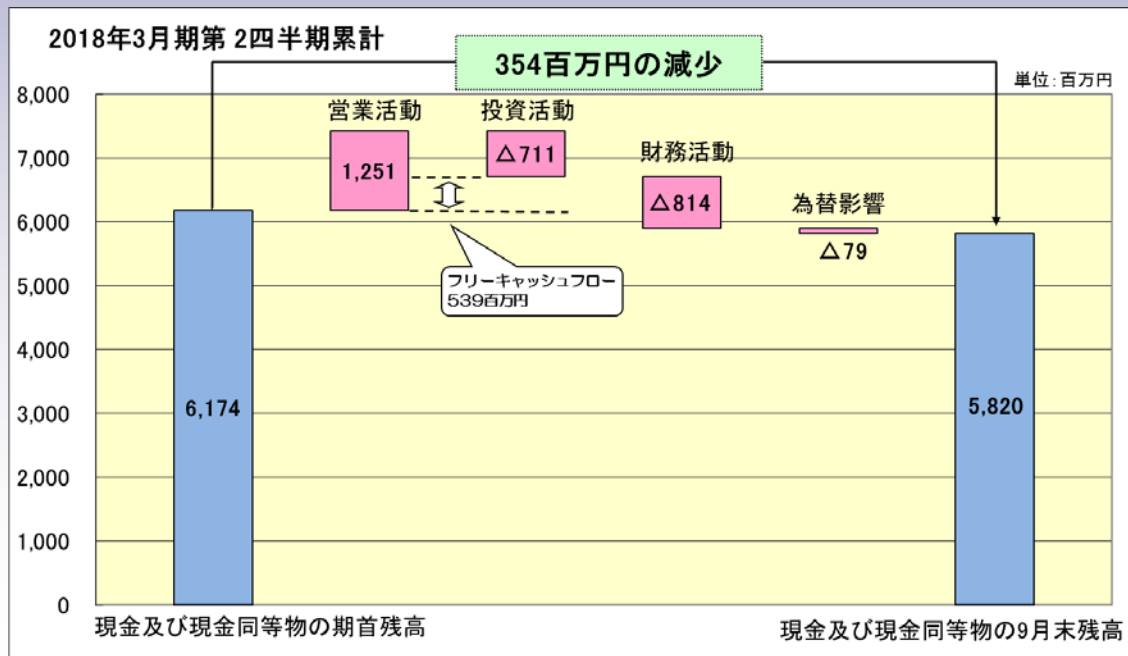 2018年3月期第 2四半期累計
354百万円の減少
単位：百万円
8,000
7,000
6,000
5,000
4,000
3,000
2,000
1,000
0
営業活動
1,251
投資活動
△711
財務活動
△814
為替影響
△79
フリーキャッシュフロー
539百万円
6,174
5,820
現金及び現金同等物の期首残高
現金及び現金同等物の9月末残高